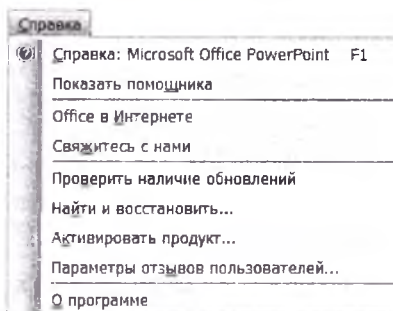 Справка
Справка: Microsoft Office PowerPoint F1
Показать помощника
Office в Интернете
Свяжитесь с нами
Проверить наличие обновлений
Найти и восстановить...
Активировать продукт...
Параметры отзывов пользователей...
О программе